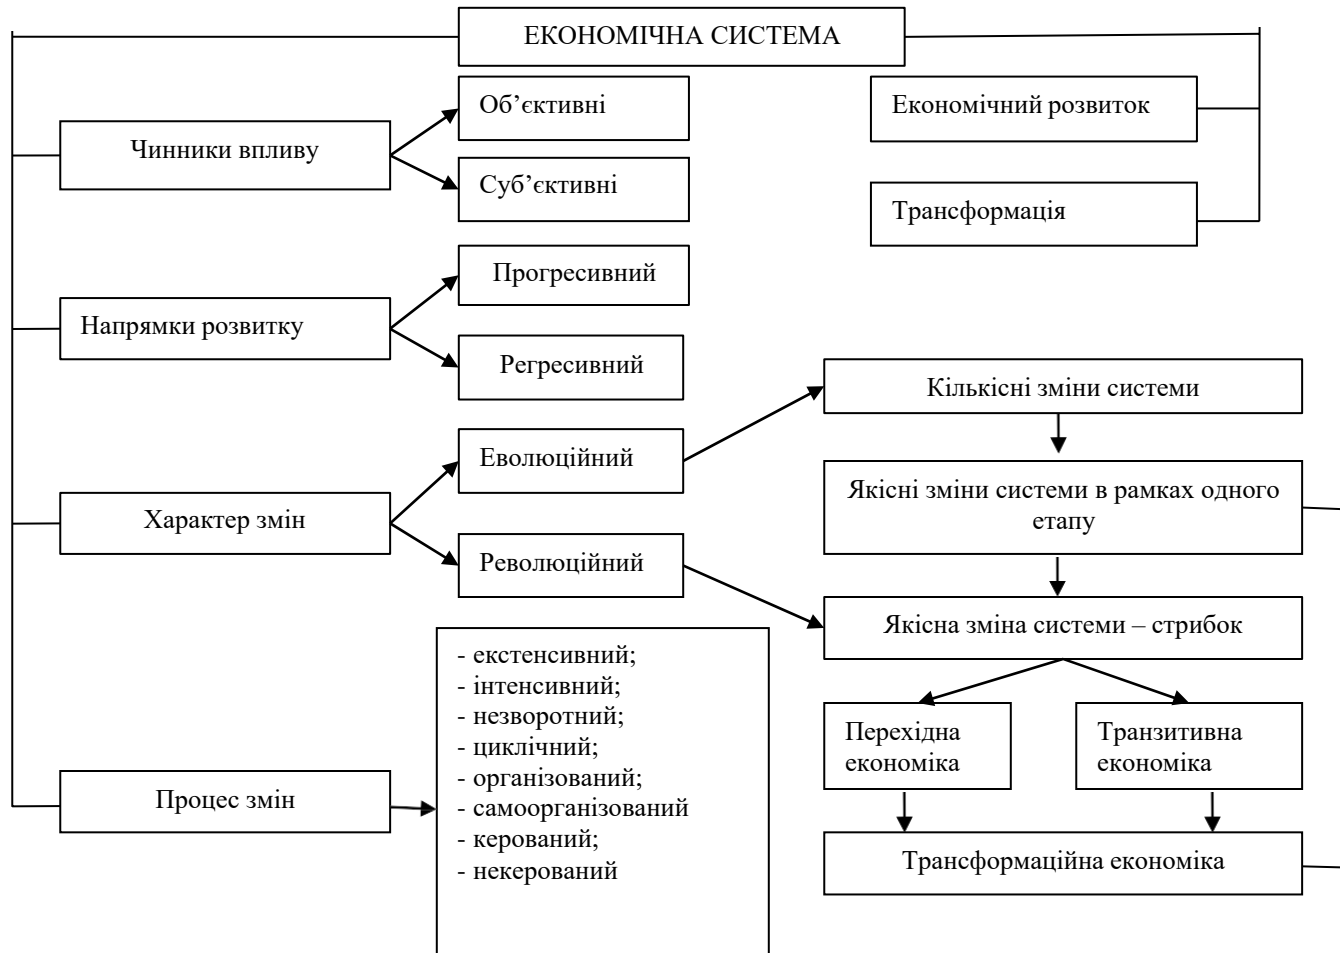 ЕКОНОМІЧНА СИСТЕМА
Об’єктивні
Економічний розвиток
Чинники впливу
Суб’єктивні
Трансформація
Прогресивний
Напрямки розвитку
Регресивний
Кількісні зміни системи
Еволюційний
Якісні зміни системи в рамках одного
етапу
Характер змін
Революційний
Якісна зміна системи – стрибок
- екстенсивний;
- інтенсивний;
- незворотний;
- циклічний;
- організований;
- самоорганізований
- керований;
- некерований
Перехідна
економіка
Транзитивна
економіка
Процес змін
Трансформаційна економіка